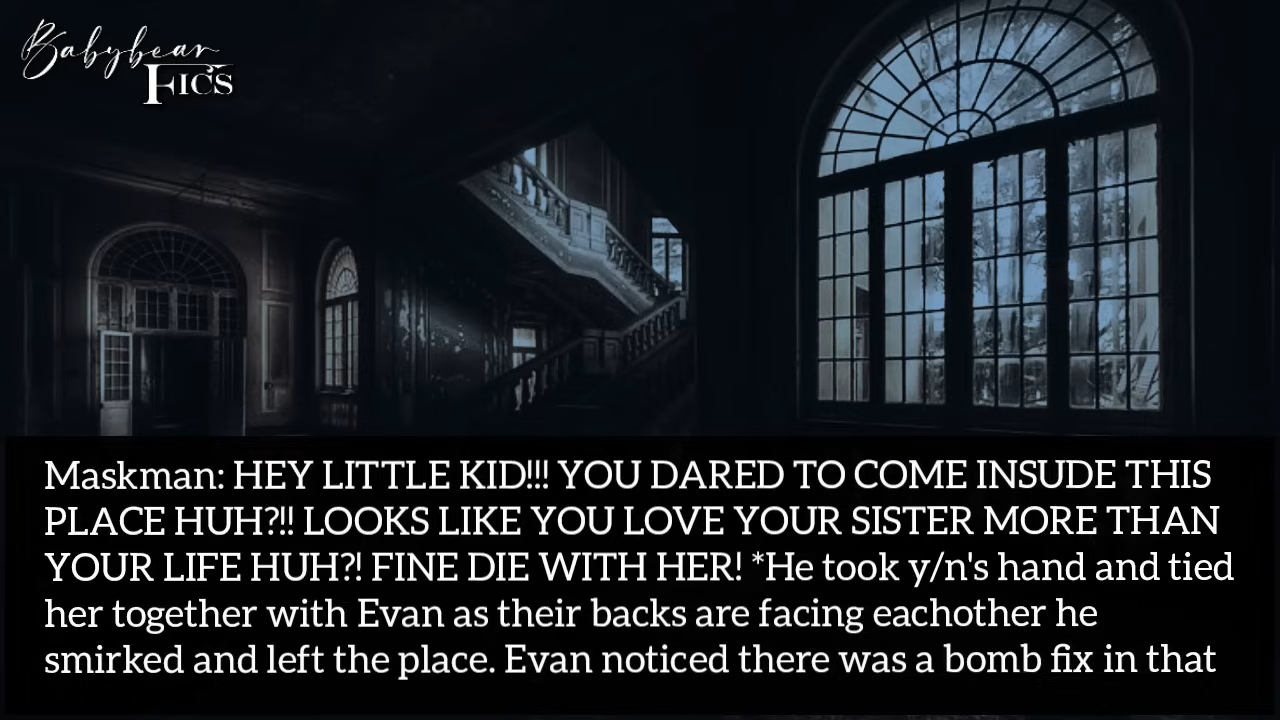 Babybear
FICS
Maskman: HEY LITTLE KID!!! YOU DARED TO COME INSUDE THIS
PLACE HUH?!! LOOKS LIKE YOU LOVE YOUR SISTER MORE THAN
YOUR LIFE HUH?! FINE DIE WITH HER! *He took y/n's hand and tied
her together with Evan as their backs are facing eachother he
smirked and left the place. Evan noticed there was a bomb fix in that